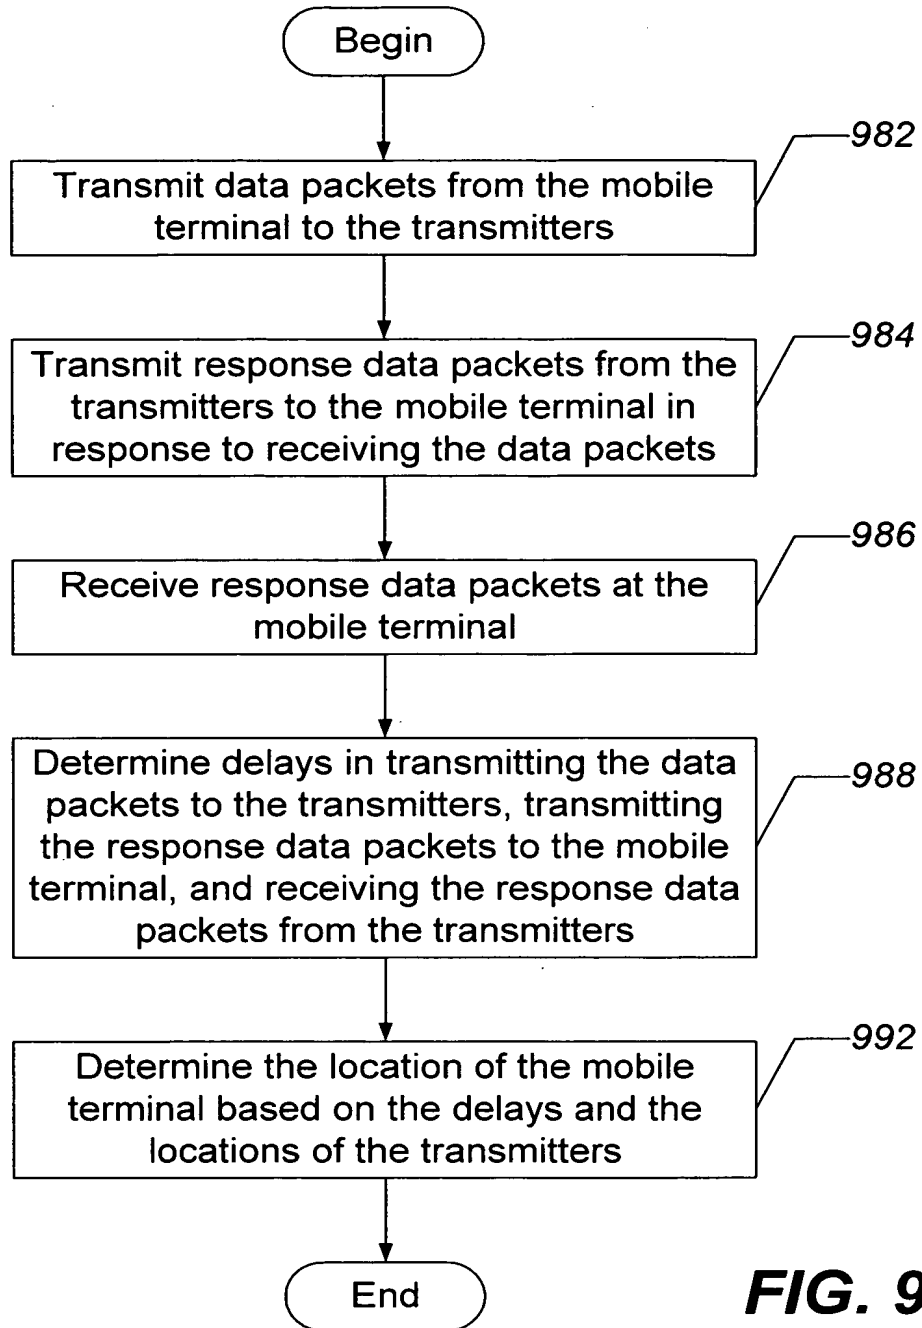 Begin
982
Transmit data packets from the mobile
terminal to the transmitters
984
Transmit response data packets from the
transmitters to the mobile terminal in
response to receiving the data packets
986
Receive response data packets at the
mobile terminal
988
Determine delays in transmitting the data
packets to the transmitters, transmitting
the response data packets to the mobile
terminal, and receiving the response data
packets from the transmitters
992
Determine the location of the mobile
terminal based on the delays and the
locations of the transmitters
End
FIG. 9